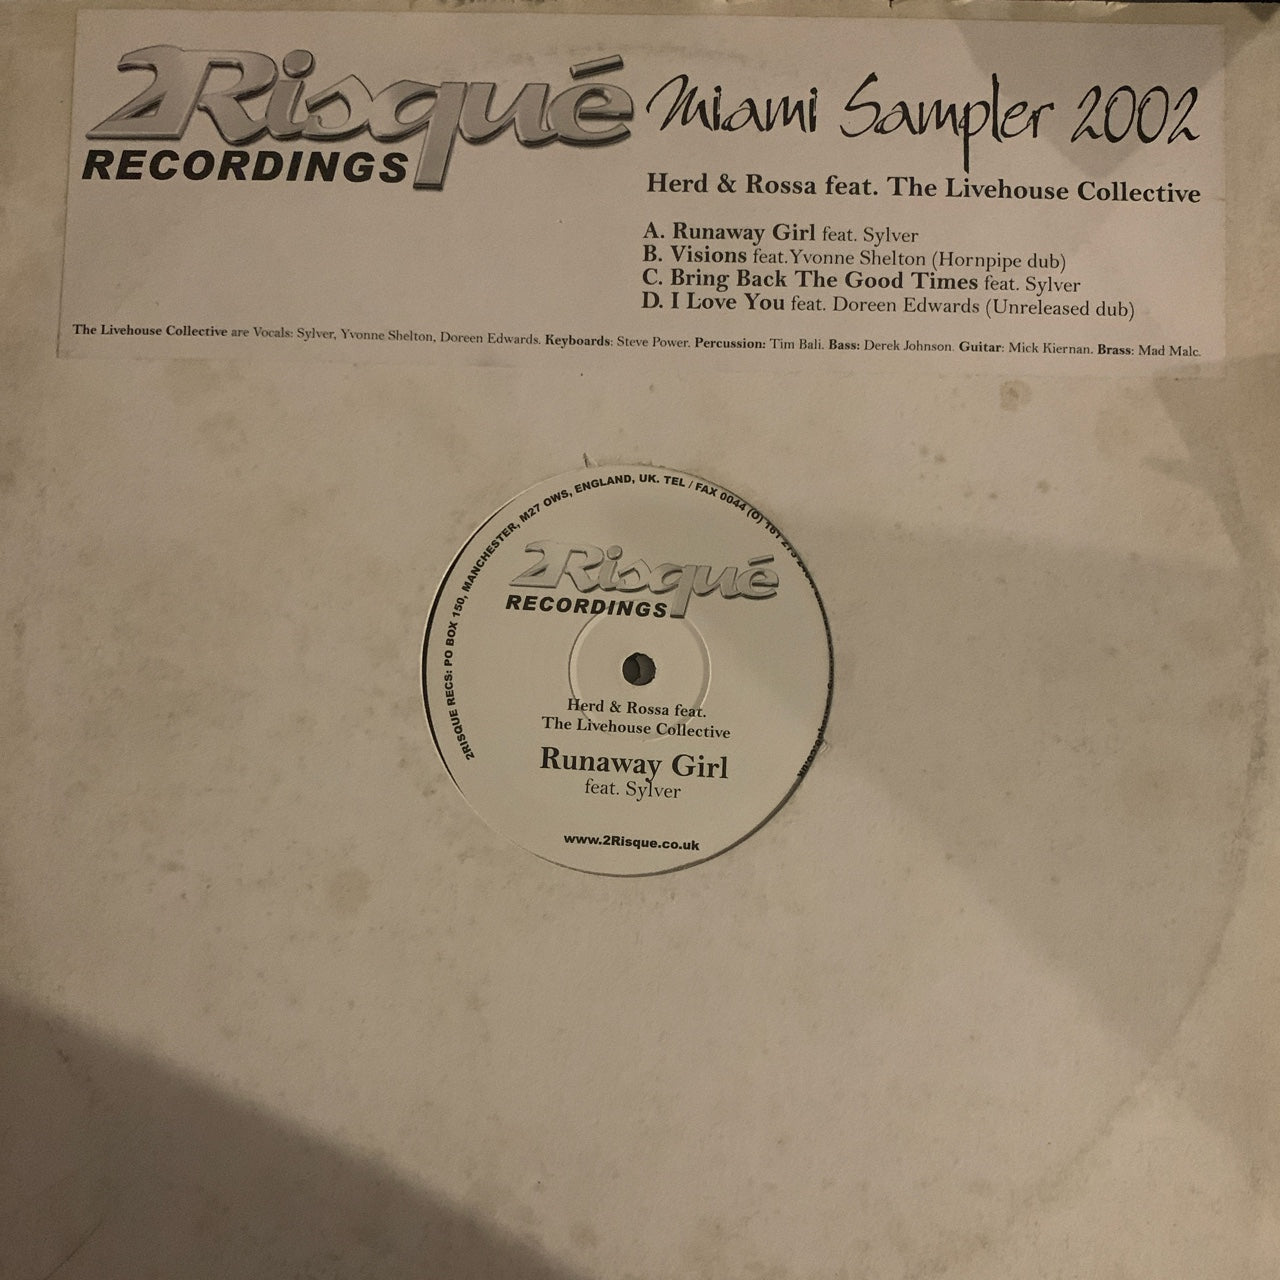 2Risqué
RECORDINGS
Miami Sampler 2002
Herd & Rossa feat. The Livehouse Collective
A. Runaway Girl feat. Sylver
B. Visions feat.Yvonne Shelton (Hornpipe dub)
C. Bring Back The Good Times feat. Sylver
D. I Love You feat. Doreen Edwards (Unreleased dub)
The Livehouse Collective are Vocals: Sylver, Yvonne Shelton, Doreen Edwards. Keyboards: Steve Power. Percussion: Tim Bali. Bass: Derek Johnson. Guitar: Mick Kiernan. Brass: Mad Malc.
2RISQUE RECS: PO BOX 150, MANCHESTER, M27 OWS, ENGLAND, UK. TEL / FAX 0044 (O) 161
2Risqué
RECORDINGS
Herd & Rossa feat.
The Livehouse Collective
Runaway Girl
feat. Sylver
www.2Risque.co.uk